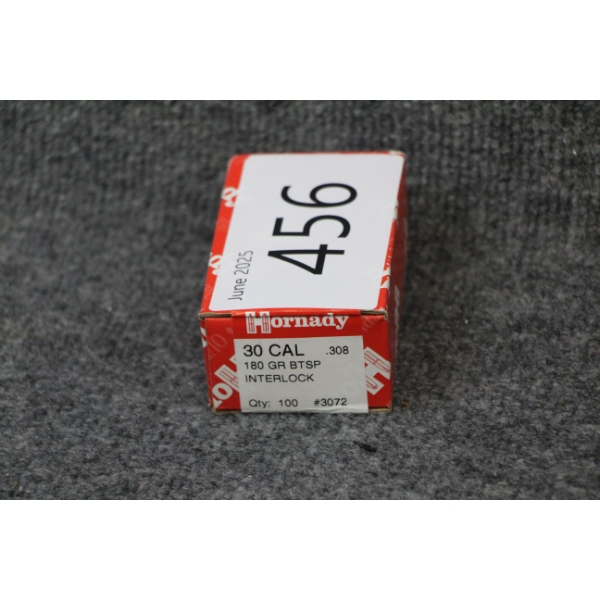 456
June 2025
Hornady
30 CAL .308
180 GR BTSP
INTERLOCK
Qty: 100 #3072